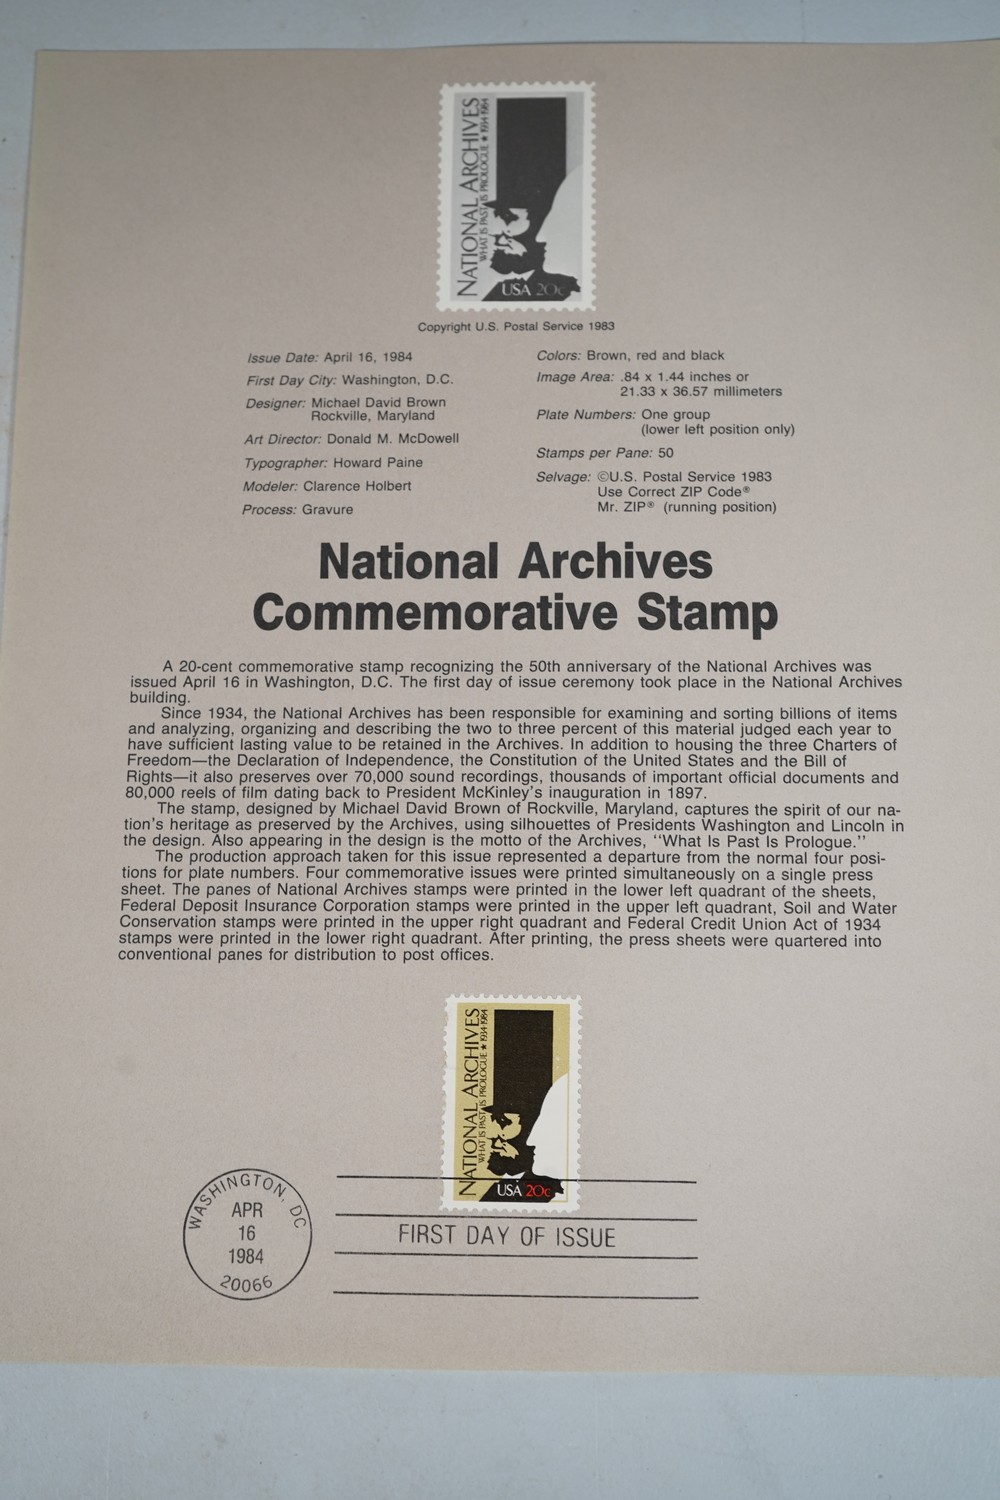 NATIONAL ARCHIVES
WHAT IS PAST IS PROLOGUE ★ 1934-1984
USA 20c
Copyright U.S. Postal Service 1983
Issue Date: April 16, 1984
First Day City: Washington, D.C.
Designer: Michael David Brown
Rockville, Maryland
Art Director: Donald M. McDowell
Typographer: Howard Paine
Modeler: Clarence Holbert
Process: Gravure
Colors: Brown, red and black
Image Area: .84 x 1.44 inches or
21.33 x 36.57 millimeters
Plate Numbers: One group
(lower left position only)
Stamps per Pane: 50
Selvage: ©U.S. Postal Service 1983
Use Correct ZIP Code®
Mr. ZIP® (running position)
National Archives
Commemorative Stamp
A 20-cent commemorative stamp recognizing the 50th anniversary of the National Archives was
issued April 16 in Washington, D.C. The first day of issue ceremony took place in the National Archives
building.
Since 1934, the National Archives has been responsible for examining and sorting billions of items
and analyzing, organizing and describing the two to three percent of this material judged each year to
have sufficient lasting value to be retained in the Archives. In addition to housing the three Charters of
Freedom—the Declaration of Independence, the Constitution of the United States and the Bill of
Rights—it also preserves over 70,000 sound recordings, thousands of important official documents and
80,000 reels of film dating back to President McKinley's inauguration in 1897.
The stamp, designed by Michael David Brown of Rockville, Maryland, captures the spirit of our na-
tion's heritage as preserved by the Archives, using silhouettes of Presidents Washington and Lincoln in
the design. Also appearing in the design is the motto of the Archives, ''What Is Past Is Prologue.''
The production approach taken for this issue represented a departure from the normal four posi-
tions for plate numbers. Four commemorative issues were printed simultaneously on a single press
sheet. The panes of National Archives stamps were printed in the lower left quadrant of the sheets,
Federal Deposit Insurance Corporation stamps were printed in the upper left quadrant, Soil and Water
Conservation stamps were printed in the upper right quadrant and Federal Credit Union Act of 1934
stamps were printed in the lower right quadrant. After printing, the press sheets were quartered into
conventional panes for distribution to post offices.
NATIONAL ARCHIVES
WHAT IS PAST IS PROLOGUE ★ 1934-1984
USA 20c
WASHINGTON, DC
APR
16
1984
20066
FIRST DAY OF ISSUE